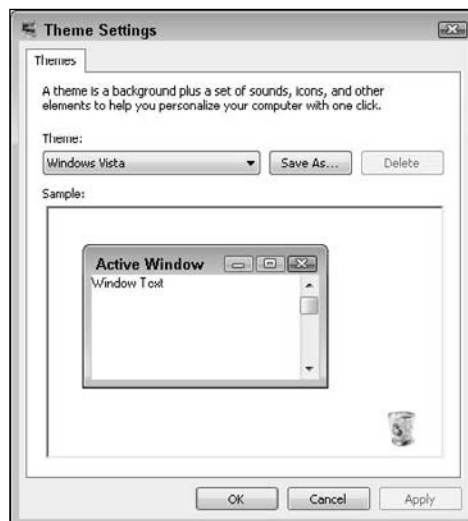 Theme Settings
Themes
A theme is a background plus a set of sounds, icons, and other
elements to help you personalize your computer with one click.
Theme:
Windows Vista
Save As...
Delete
Sample:
Active Window
Window Text
OK
Cancel
Apply